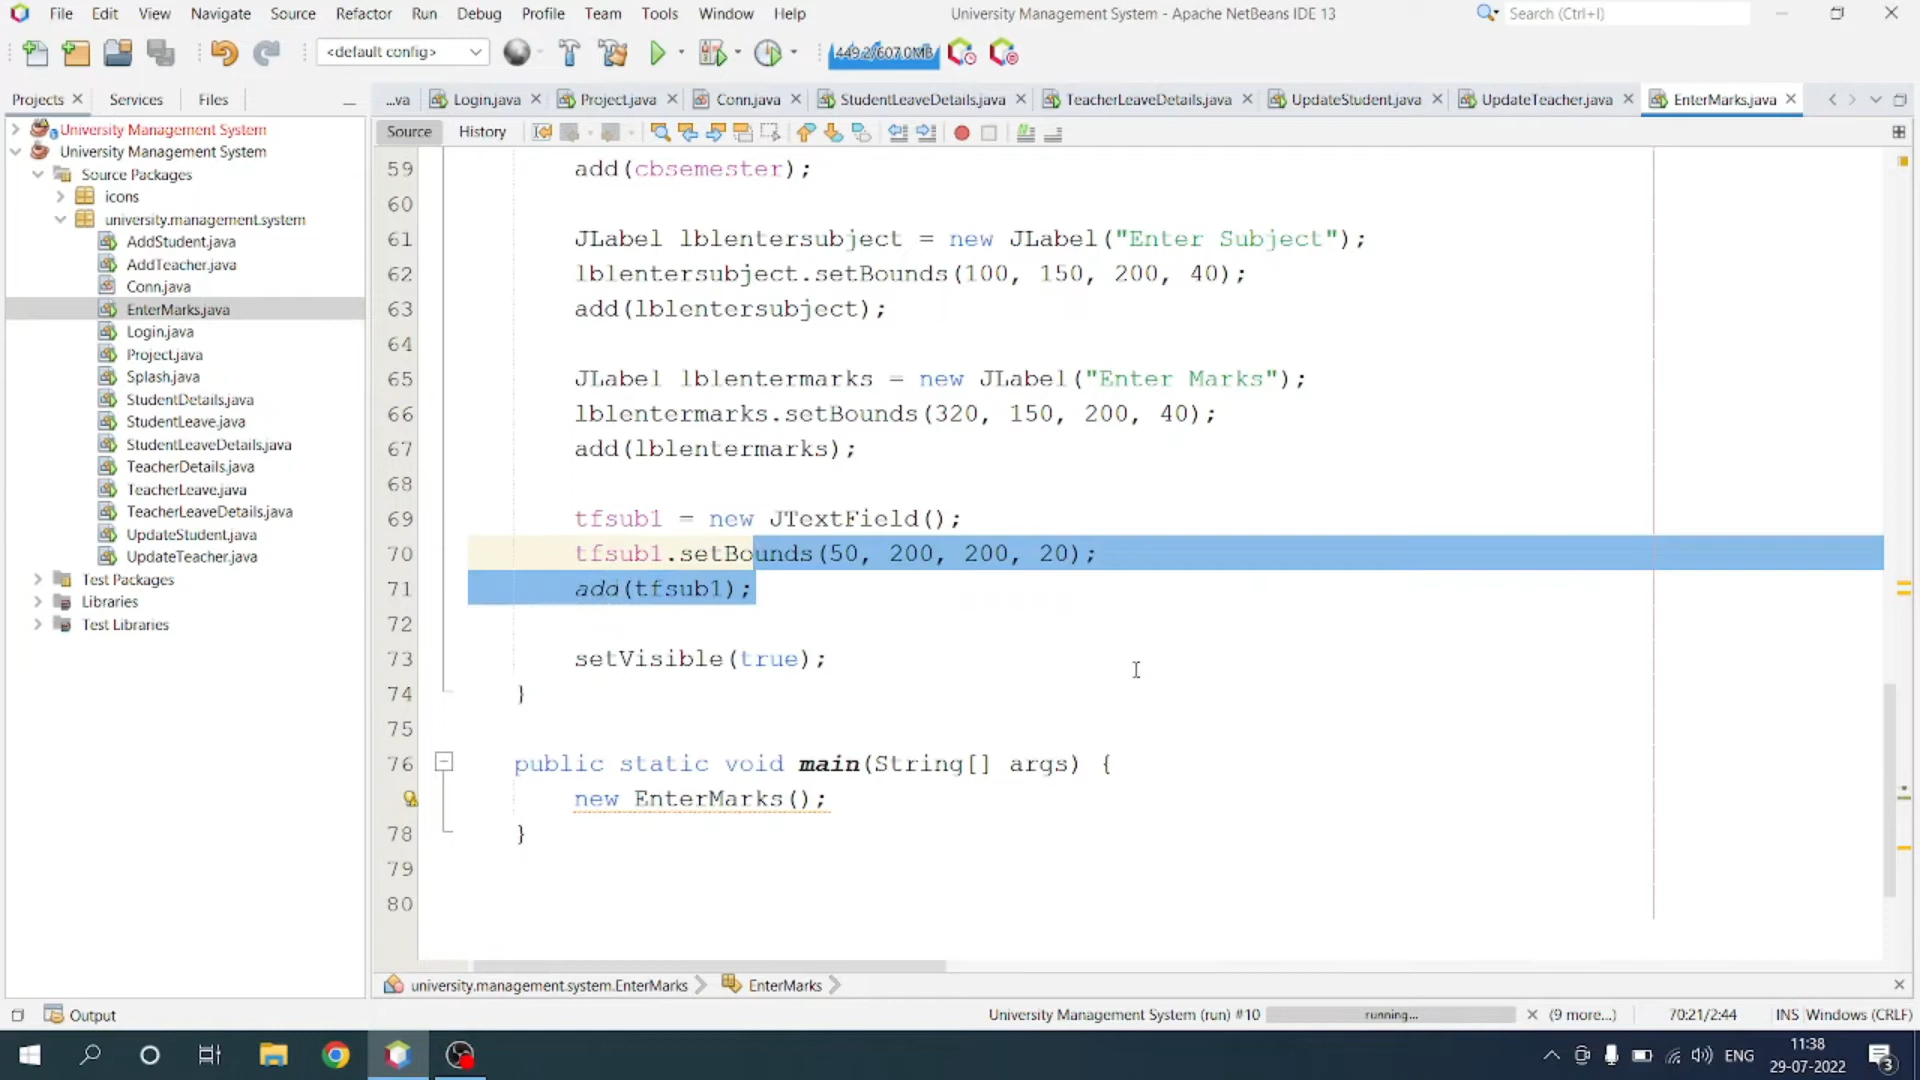 File Edit View Navigate Source Refactor Run Debug Profile Team Tools Window Help
University Management System - Apache NetBeans IDE 13
Search (Ctrl+I)
<default config>
449.2/607.0MB
Projects
Services
Files
...va
Login.java
Project.java
Conn.java
StudentLeaveDetails.java
TeacherLeaveDetails.java
UpdateStudent.java
UpdateTeacher.java
EnterMarks.java
Source
History
University Management System
University Management System
Source Packages
icons
university.management.system
AddStudent.java
AddTeacher.java
Conn.java
EnterMarks.java
Login.java
Project.java
Splash.java
StudentDetails.java
StudentLeave.java
StudentLeaveDetails.java
TeacherDetails.java
TeacherLeave.java
TeacherLeaveDetails.java
UpdateStudent.java
UpdateTeacher.java
Test Packages
Libraries
Test Libraries
59 add(cbsemester);
60
61 JLabel lblentersubject = new JLabel("Enter Subject");
62 lblentersubject.setBounds(100, 150, 200, 40);
63 add(lblentersubject);
64
65 JLabel lblentermarks = new JLabel("Enter Marks");
66 lblentermarks.setBounds(320, 150, 200, 40);
67 add(lblentermarks);
68
69 tfsub1 = new JTextField();
70 tfsub1.setBounds(50, 200, 200, 20);
71 add(tfsub1);
72
73 setVisible(true);
74 }
75
76 public static void main(String[] args) {
new EnterMarks();
78 }
79
80
university.management.system.EnterMarks
EnterMarks
Output
University Management System (run) #10
running...
(9 more...)
70:21/2:44
INS
Windows (CRLF)
ENG
11:38
29-07-2022
3